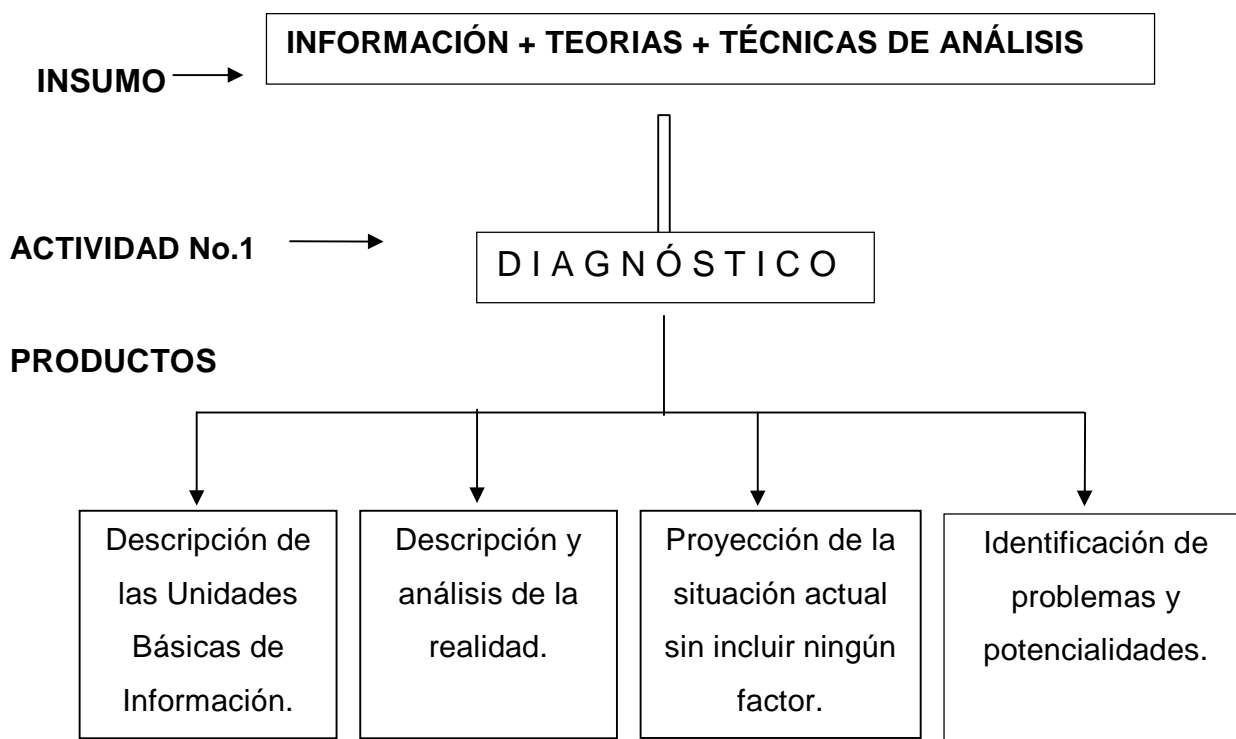 INFORMACIÓN + TEORIAS + TÉCNICAS DE ANÁLISIS
INSUMO
ACTIVIDAD No.1
D I A G N Ó S T I C O
PRODUCTOS
Descripción de
las Unidades
Básicas de
Información.
Descripción y
análisis de la
realidad.
Proyección de la
situación actual
sin incluir ningún
factor.
Identificación de
problemas y
potencialidades.